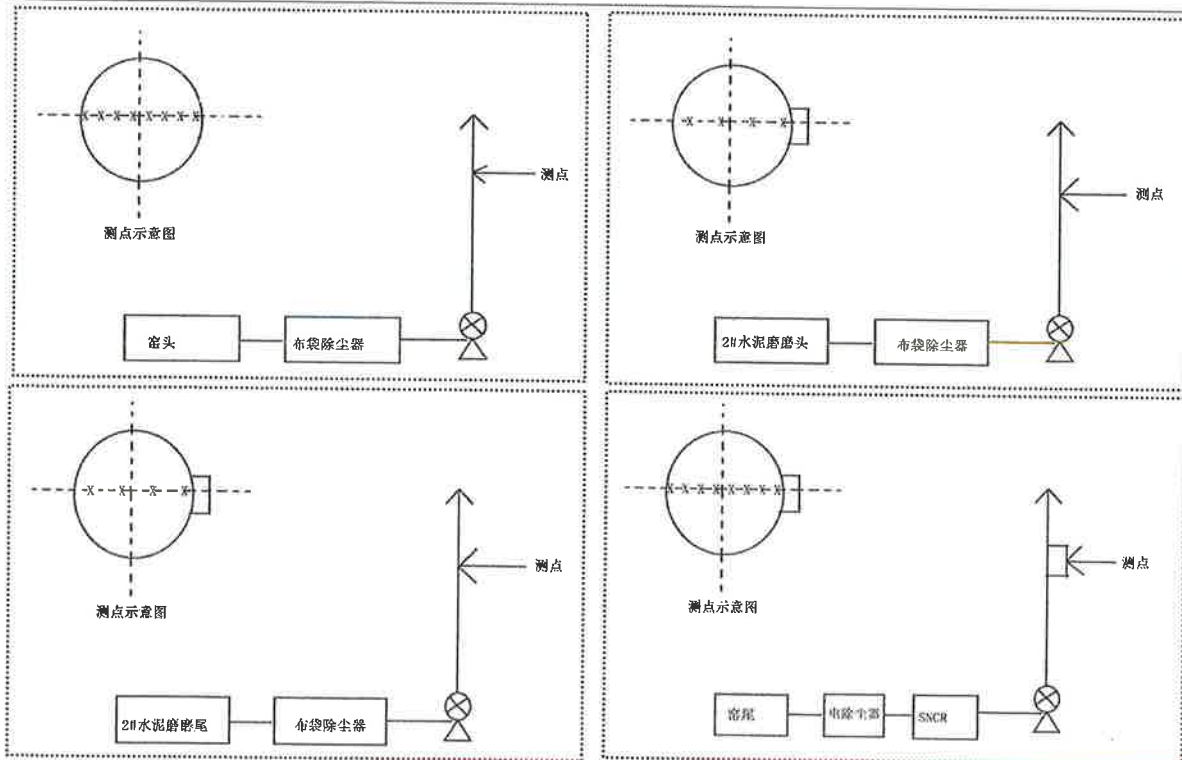 X-X-X-X-X-X-X-X
测点
测点示意图
窑头
布袋除尘器
X X X X
测点
测点示意图
2#水泥磨磨头
布袋除尘器
X X X X
测点
测点示意图
2#水泥磨磨尾
布袋除尘器
X-X-X-X-X-X-X-X
测点
测点示意图
窑尾
电除尘器
SNCR